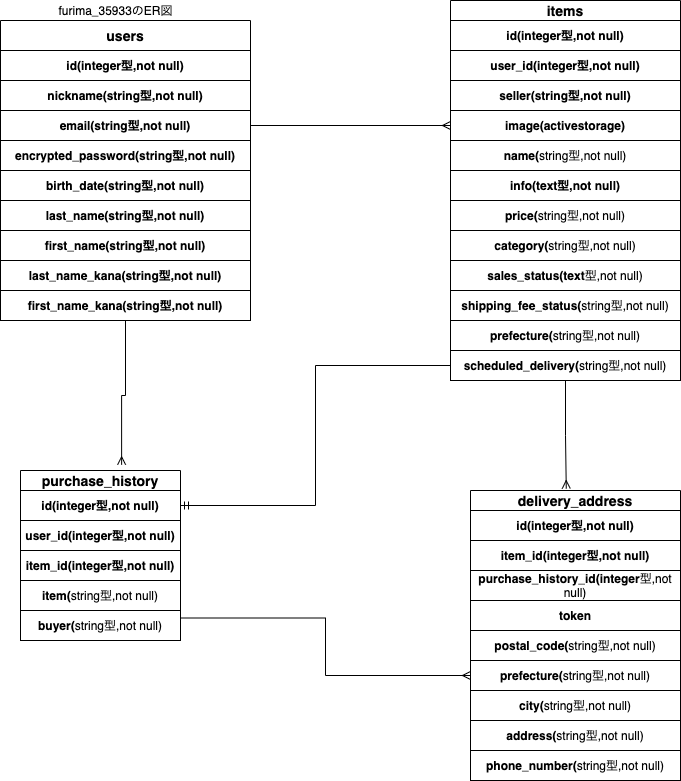 furima_35933のER図
users
id(integer型,not null)
nickname(string型,not null)
email(string型,not null)
encrypted_password(string型,not null)
birth_date(string型,not null)
last_name(string型,not null)
first_name(string型,not null)
last_name_kana(string型,not null)
first_name_kana(string型,not null)
items
id(integer型,not null)
user_id(integer型,not null)
seller(string型,not null)
image(activestorage)
name(string型,not null)
info(text型,not null)
price(string型,not null)
category(string型,not null)
sales_status(text型,not null)
shipping_fee_status(string型,not null)
prefecture(string型,not null)
scheduled_delivery(string型,not null)
purchase_history
id(integer型,not null)
user_id(integer型,not null)
item_id(integer型,not null)
item(string型,not null)
buyer(string型,not null)
delivery_address
id(integer型,not null)
item_id(integer型,not null)
purchase_history_id(integer型,not
null)
token
postal_code(string型,not null)
prefecture(string型,not null)
city(string型,not null)
address(string型,not null)
phone_number(string型,not null)